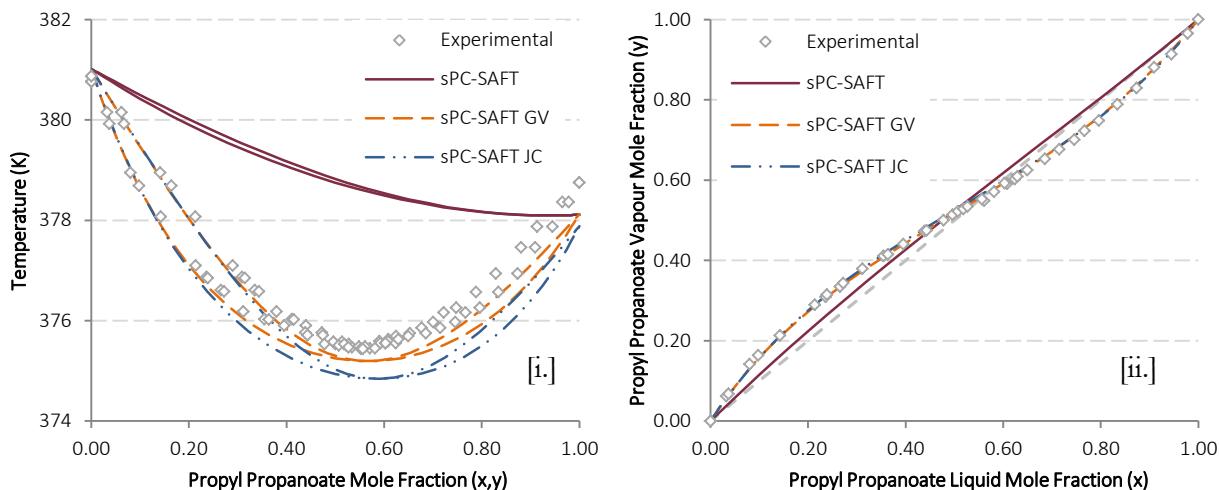 382
380
378
376
374
Temperature (K)
0.00 0.20 0.40 0.60 0.80 1.00
Propyl Propanoate Mole Fraction (x,y)
Experimental
sPC-SAFT
sPC-SAFT GV
sPC-SAFT JC
[i.]
1.00
0.80
0.60
0.40
0.20
0.00
Propyl Propanoate Vapour Mole Fraction (y)
0.00 0.20 0.40 0.60 0.80 1.00
Propyl Propanoate Liquid Mole Fraction (x)
Experimental
sPC-SAFT
sPC-SAFT GV
sPC-SAFT JC
[ii.]